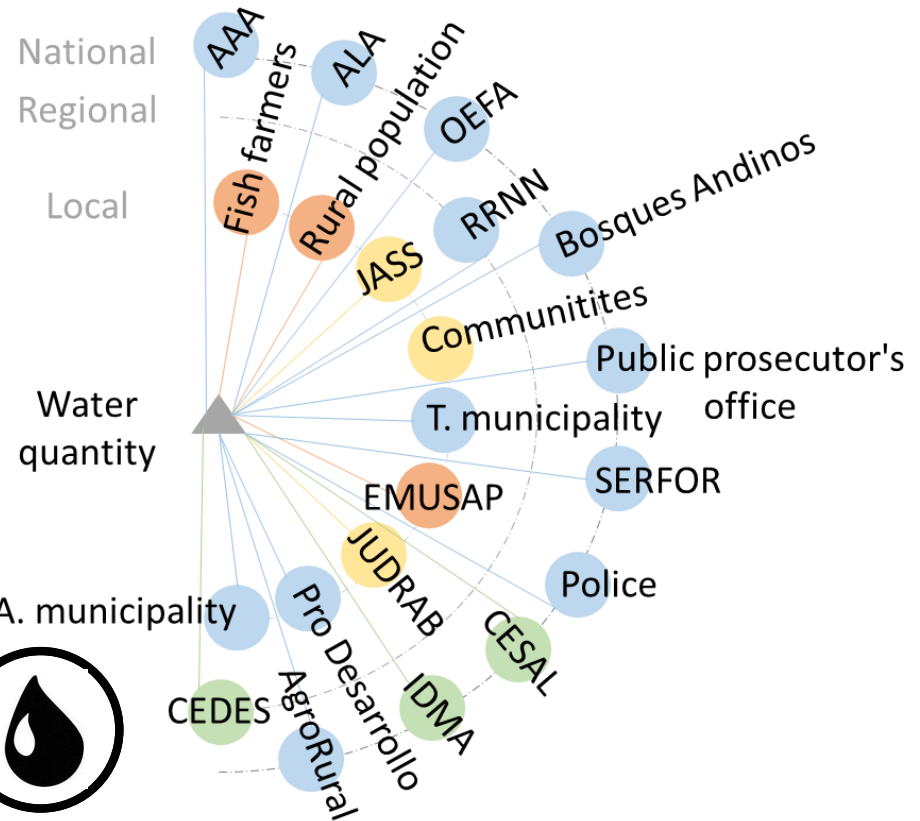 National
Regional
Local
AAA
Fish farmers
ALA
Rural population
OEFA
JASS
RRNN
Bosques Andinos
Communitites
Public prosecutor's
office
Water
quantity
T. municipality
SERFOR
EMUSAP
JUDRAB
Police
CESAL
A. municipality
Pro Desarrollo
IDMA
CEDES
AgroRural